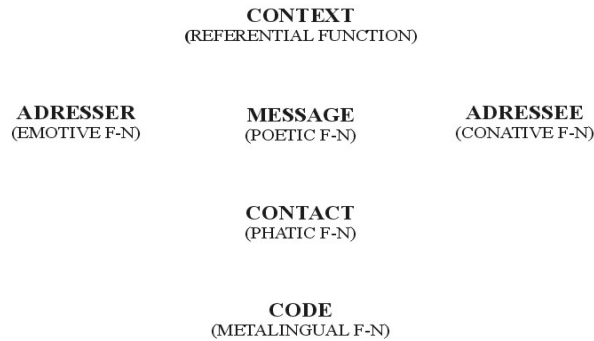 CONTEXT
(REFERENTIAL FUNCTION)
ADRESSER MESSAGE ADRESSEE
(EMOTIVE F-N) (POETIC F-N) (CONATIVE F-N)
CONTACT
(PHATIC F-N)
CODE
(METALINGUAL F-N)